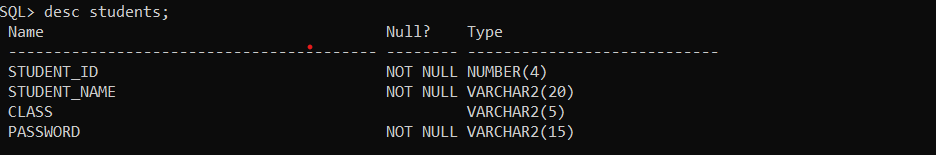 SQL> desc students;
Name                                      Null?    Type
----------------------------------------- -------- ----------------------------
STUDENT_ID                                NOT NULL NUMBER(4)
STUDENT_NAME                              NOT NULL VARCHAR2(20)
CLASS                                              VARCHAR2(5)
PASSWORD                                  NOT NULL VARCHAR2(15)